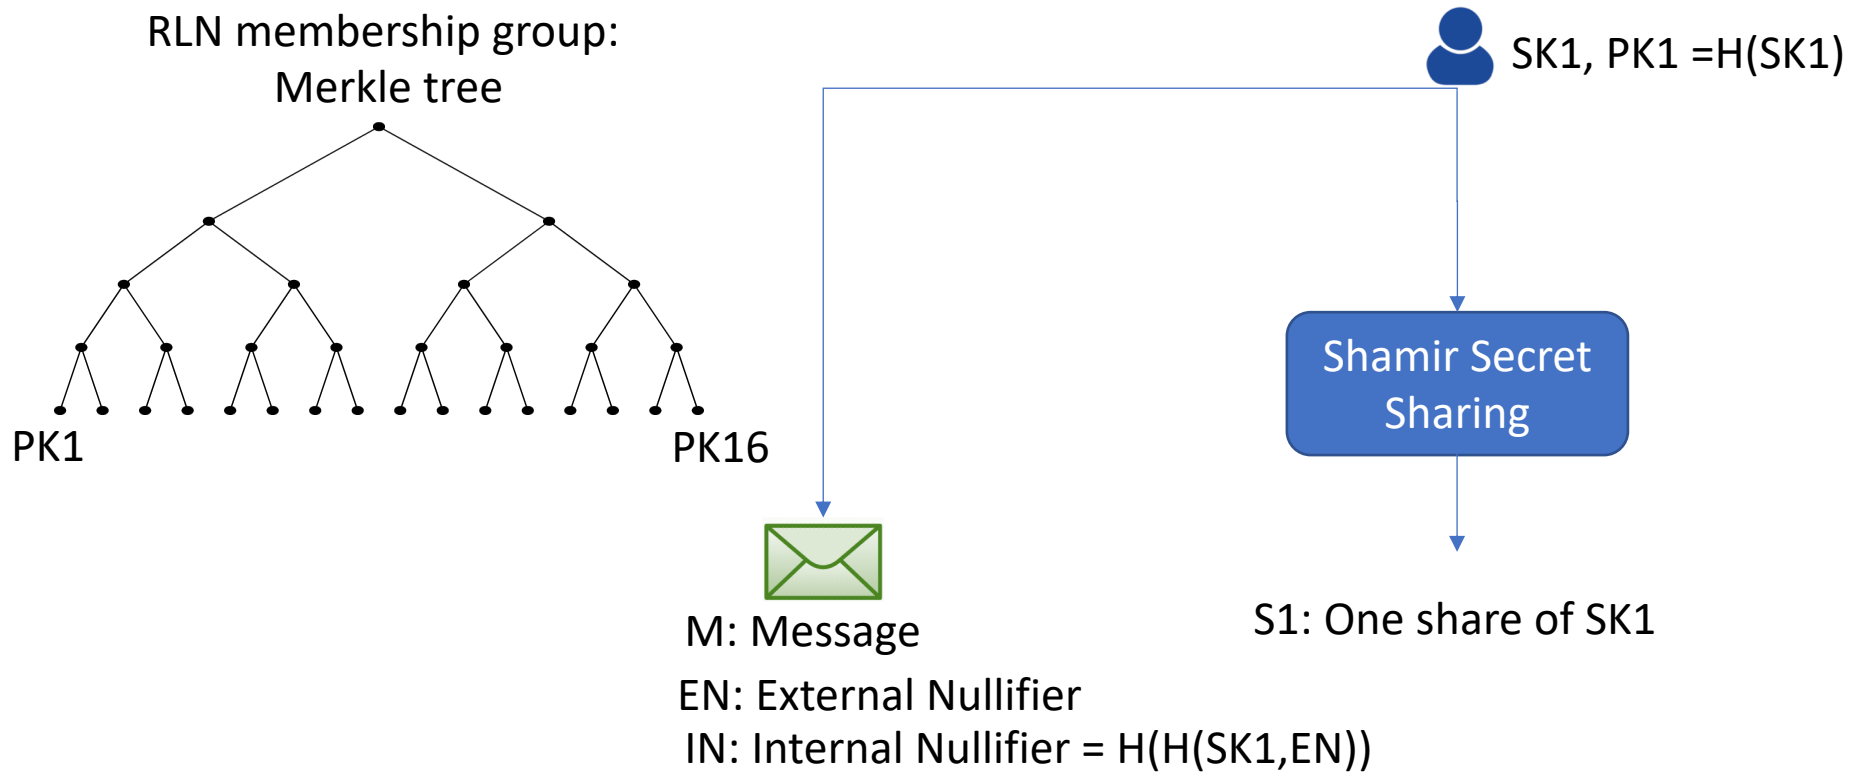 RLN membership group:
Merkle tree
PK1
PK16
SK1, PK1 =H(SK1)
Shamir Secret
Sharing
S1: One share of SK1
M: Message
EN: External Nullifier
IN: Internal Nullifier = H(H(SK1,EN))